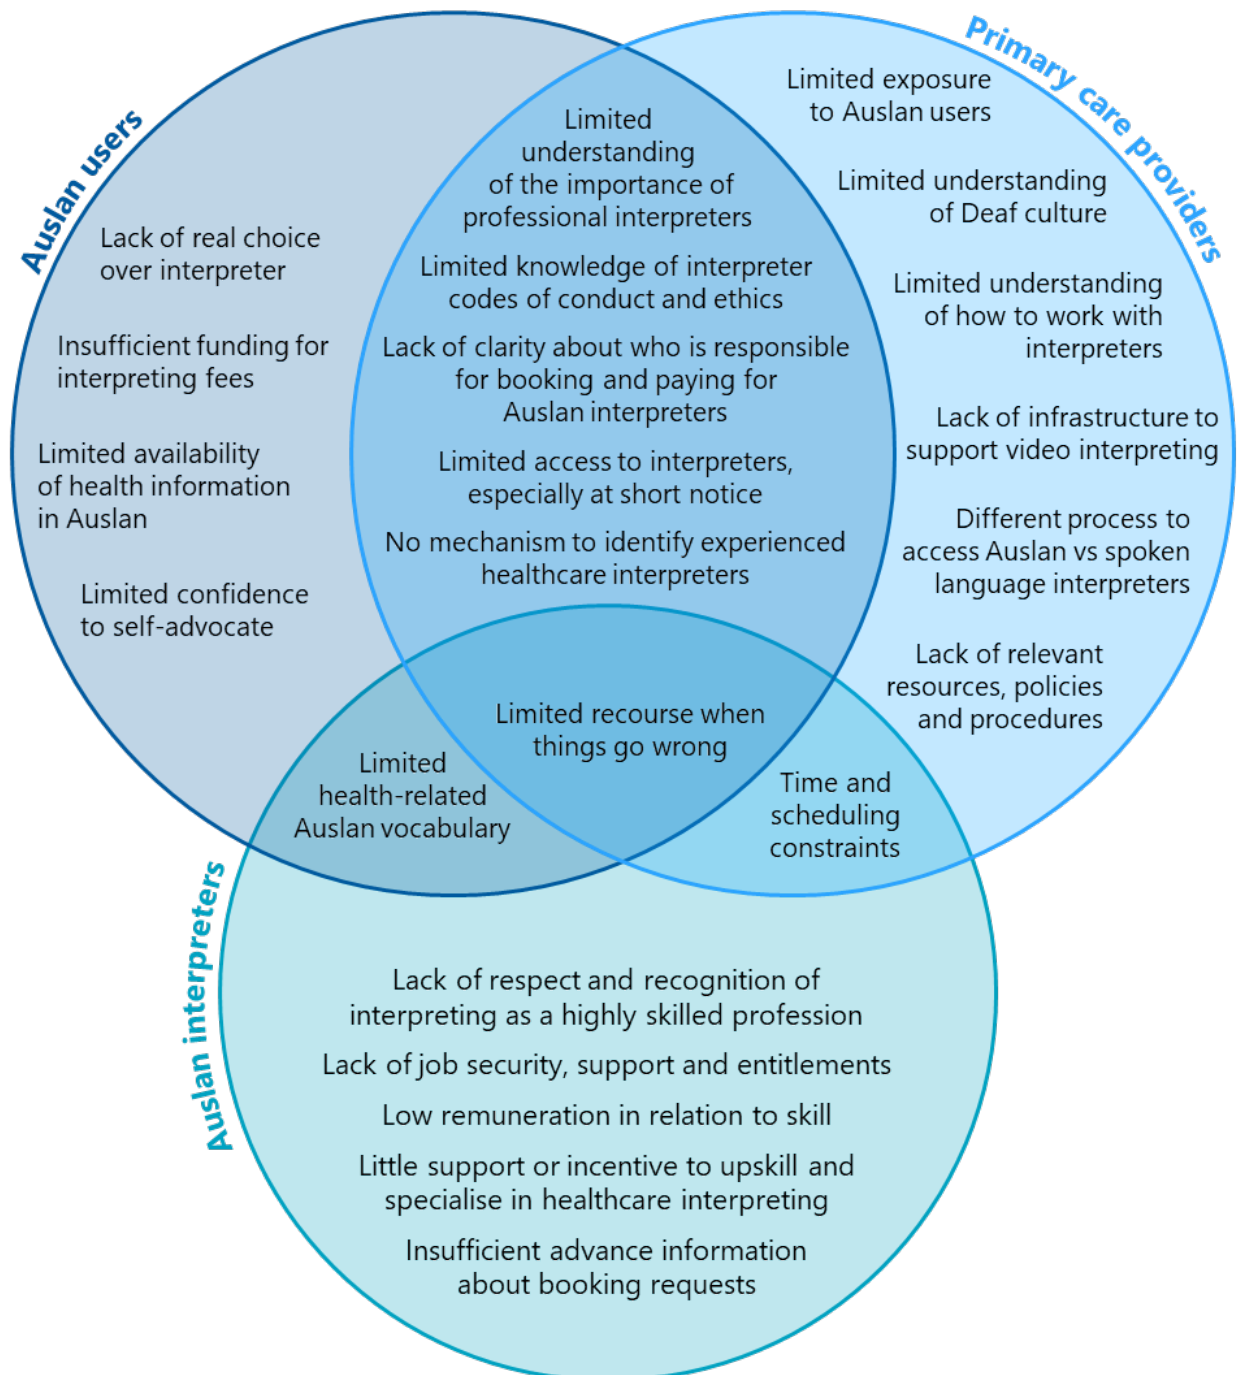 Auslan users
Primary care providers
Auslan interpreters
Lack of real choice
over interpreter
Insufficient funding for
interpreting fees
Limited availability
of health information
in Auslan
Limited confidence
to self-advocate
Limited
understanding
of the importance of
professional interpreters
Limited knowledge of interpreter
codes of conduct and ethics
Lack of clarity about who is responsible
for booking and paying for
Auslan interpreters
Limited access to interpreters,
especially at short notice
No mechanism to identify experienced
healthcare interpreters
Limited exposure
to Auslan users
Limited understanding
of Deaf culture
Limited understanding
of how to work with
interpreters
Lack of infrastructure to
support video interpreting
Different process to
access Auslan vs spoken
language interpreters
Lack of relevant
resources, policies
and procedures
Limited recourse when
things go wrong
Limited
health-related
Auslan vocabulary
Time and
scheduling
constraints
Lack of respect and recognition of
interpreting as a highly skilled profession
Lack of job security, support and entitlements
Low remuneration in relation to skill
Little support or incentive to upskill and
specialise in healthcare interpreting
Insufficient advance information
about booking requests